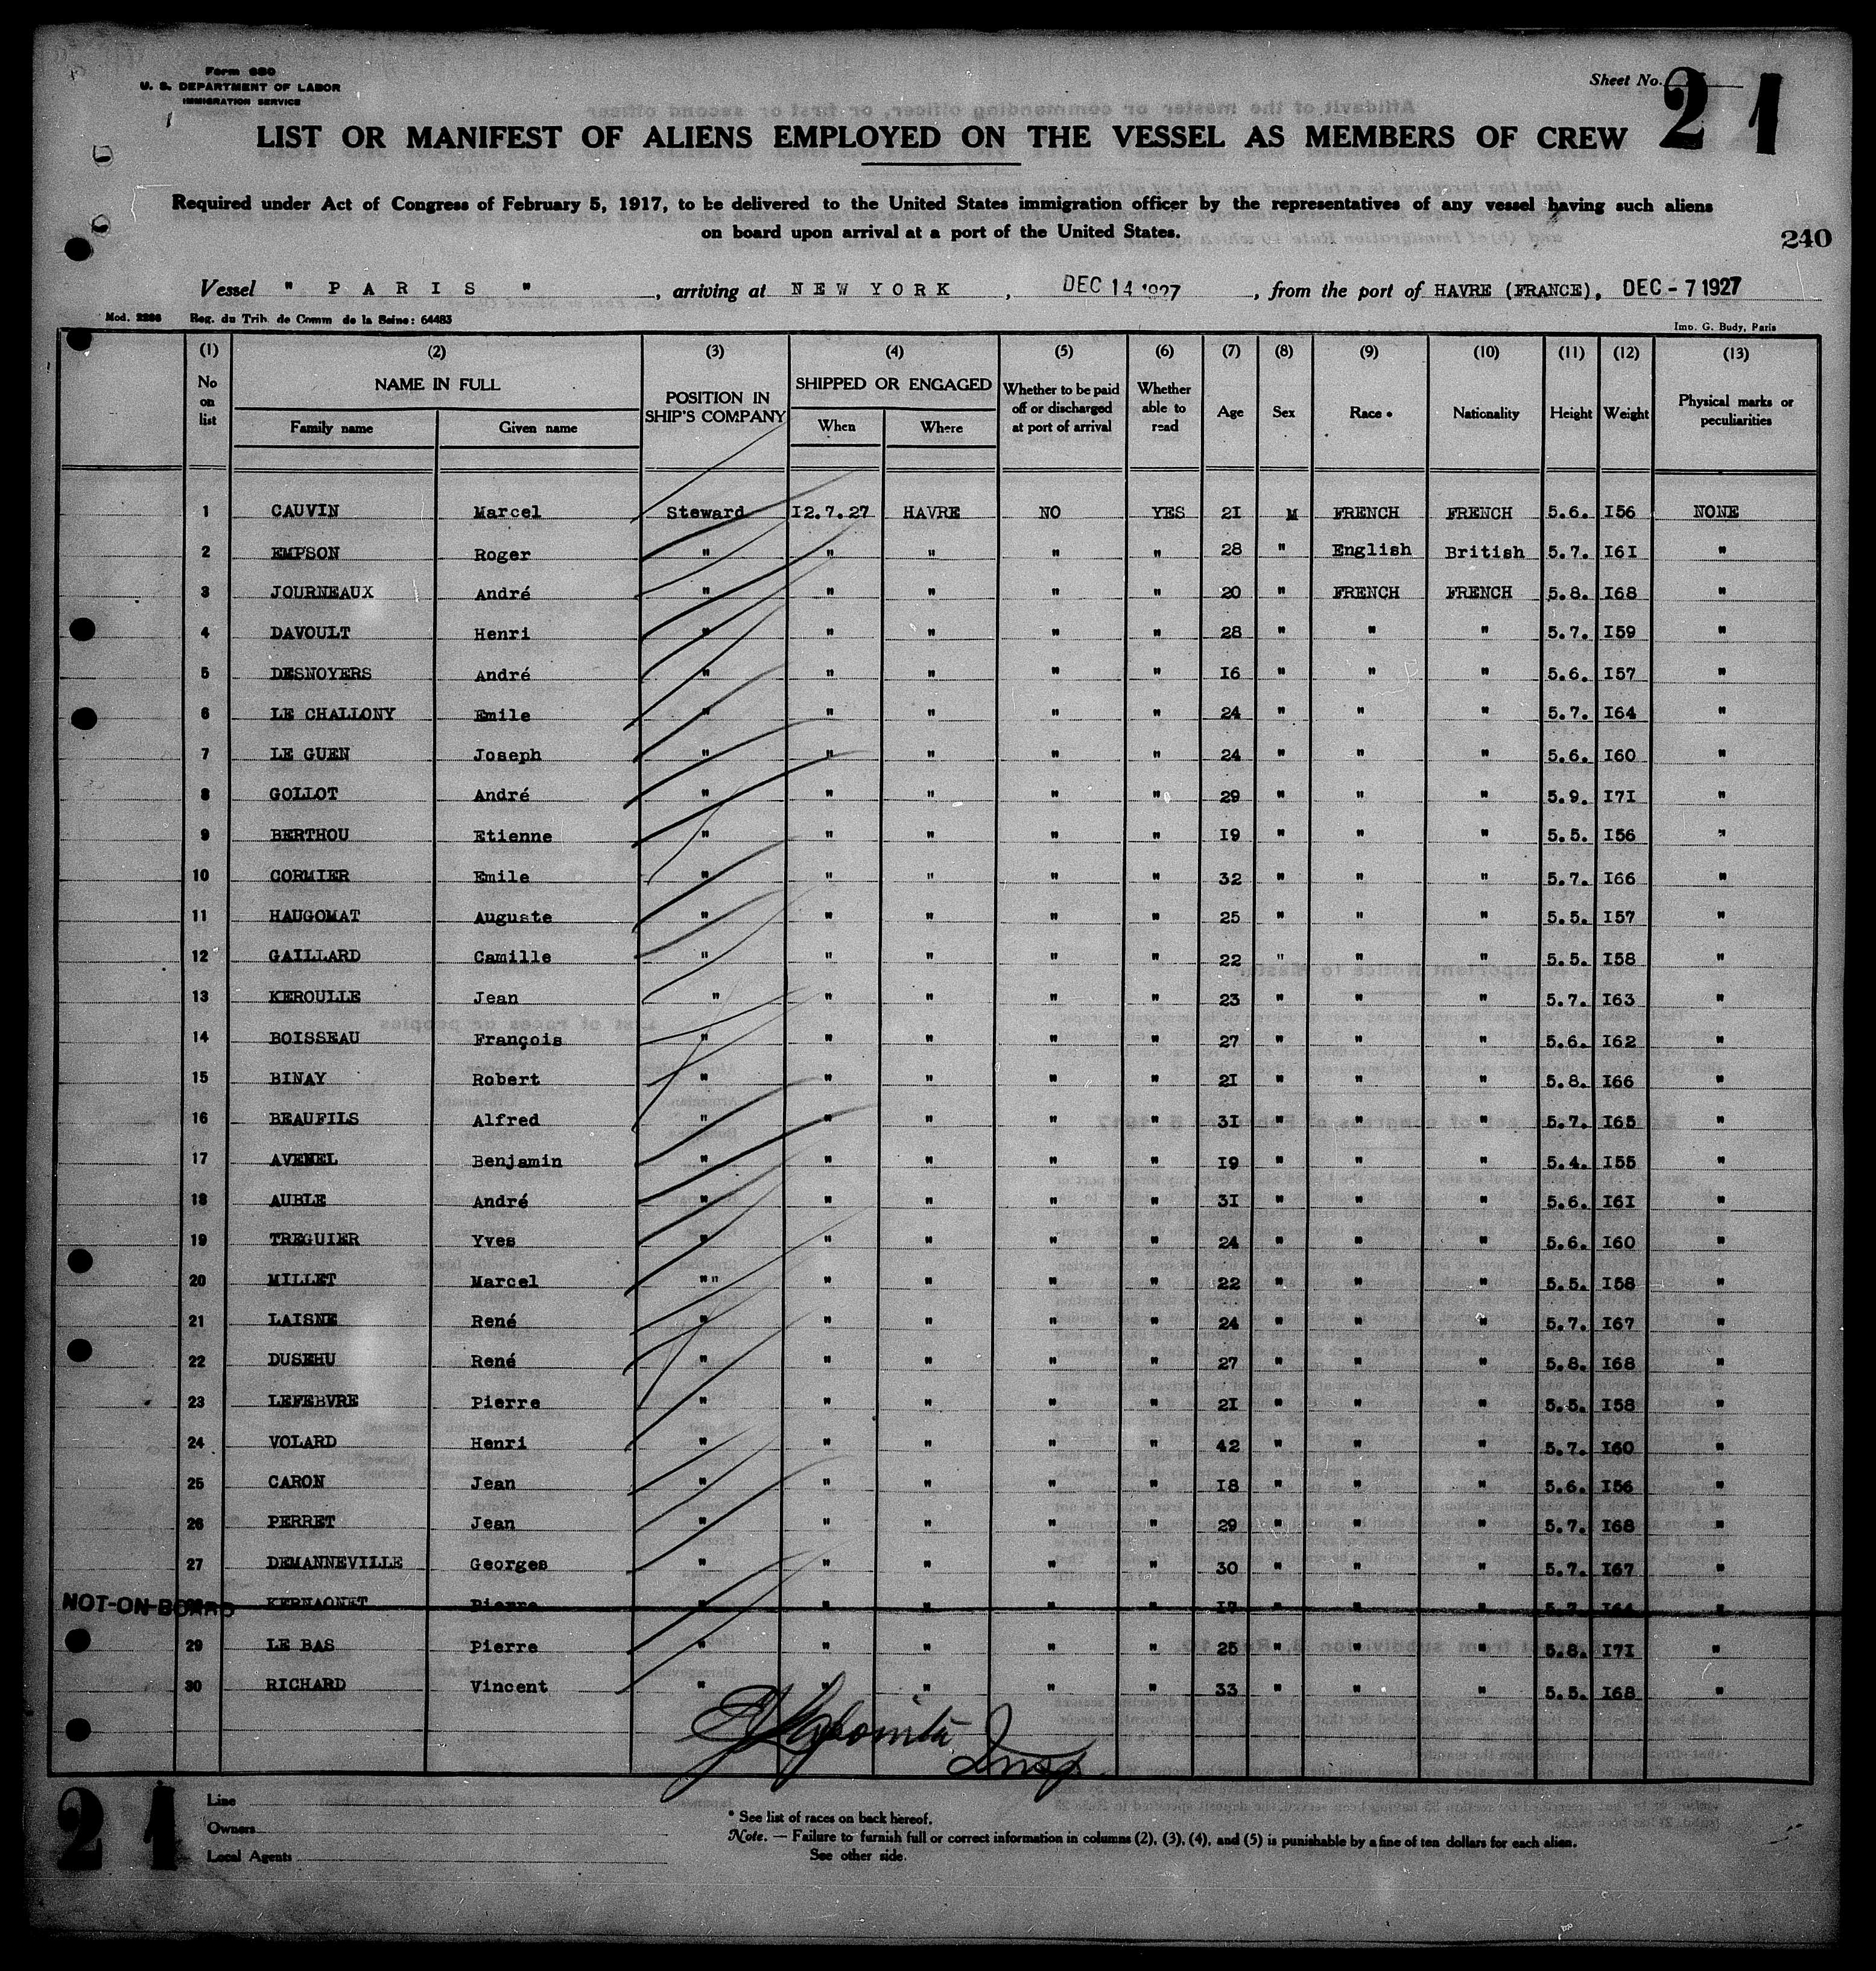 Form 680
U. S. DEPARTMENT OF LABOR
IMMIGRATION SERVICE
Sheet No. 21
LIST OR MANIFEST OF ALIENS EMPLOYED ON THE VESSEL AS MEMBERS OF CREW
Required under Act of Congress of February 5, 1917, to be delivered to the United States immigration officer by the representatives of any vessel having such aliens
on board upon arrival at a port of the United States.
240
Vessel " PARIS ", arriving at NEW YORK, DEC 14 1927, from the port of HAVRE (FRANCE), DEC - 7 1927
Mod. 2286 Reg. du Trib. de Comm de la Seine: 64483 Imp. G. Budy, Paris
(1) (2) (3) (4) (5) (6) (7) (8) (9) (10) (11) (12) (13)
No on list NAME IN FULL Family name Given name POSITION IN SHIP'S COMPANY SHIPPED OR ENGAGED When Where Whether to be paid off or discharged at port of arrival Whether able to read Age Sex Race * Nationality Height Weight Physical marks or peculiarities
1 CAUVIN Marcel Steward 12.7.27 HAVRE NO YES 21 M FRENCH FRENCH 5.6. 156 NONE
2 EMPSON Roger " " " " " 28 " English British 5.7. 161 "
3 JOURNEAUX André " " " " " 20 " FRENCH FRENCH 5.8. 168 "
4 DAVOULT Henri " " " " " 28 " " " 5.7. 159 "
5 DESNOYERS André " " " " " 16 " " " 5.6. 157 "
6 LE CHALLONY Emile " " " " " 24 " " " 5.7. 164 "
7 LE GUEN Joseph " " " " " 24 " " " 5.6. 160 "
8 GOLLOT André " " " " " 29 " " " 5.9. 171 "
9 BERTHOU Etienne " " " " " 19 " " " 5.5. 156 "
10 CORMIER Emile " " " " " 32 " " " 5.7. 166 "
11 HAUGOMAT Auguste " " " " " 25 " " " 5.5. 157 "
12 GAILLARD Camille " " " " " 22 " " " 5.5. 158 "
13 KEROULLE Jean " " " " " 23 " " " 5.7. 163 "
14 BOISSEAU François " " " " " 27 " " " 5.6. 162 "
15 BINAY Robert " " " " " 21 " " " 5.8. 166 "
16 BEAUFILS Alfred " " " " " 31 " " " 5.7. 165 "
17 AVENEL Benjamin " " " " " 19 " " " 5.4. 155 "
18 AUBLE André " " " " " 31 " " " 5.6. 161 "
19 TREGUIER Yves " " " " " 24 " " " 5.6. 160 "
20 MILLET Marcel "" " " " " 22 " " " 5.5. 158 "
21 LAISNE René " " " " " 24 " " " 5.7. 167 "
22 DUSEHU René " " " " " 27 " " " 5.8. 168 "
23 LEFEBVRE Pierre " " " " " 21 " " " 5.5. 158 "
24 VOLARD Henri " " " " " 42 " " " 5.7. 160 "
25 CARON Jean " " " " " 18 " " " 5.6. 156 "
26 PERRET Jean " " " " " 29 " " " 5.7. 168 "
27 DEMANNEVILLE Georges " " " " " 30 " " " 5.7. 167 "
NOT-ON-BOARD KERNAONET Pierre " " " " " 17 " " " 5.7. 164 "
29 LE BAS Pierre " " " " " 25 " " " 5.8. 171 "
30 RICHARD Vincent " " " " " 33 " " " 5.5. 168 "
Insp.
21
Line
Owners
Local Agents
* See list of races on back hereof.
Note. — Failure to furnish full or correct information in columns (2), (3), (4), and (5) is punishable by a fine of ten dollars for each alien.
See other side.